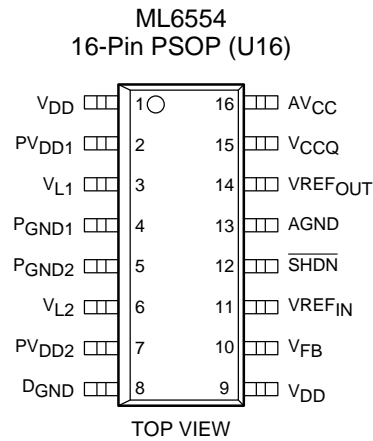 ML6554
16-Pin PSOP (U16)
VDD 1 16 AVCC
PVDD1 2 15 VCCQ
VL1 3 14 VREFOUT
PGND1 4 13 AGND
PGND2 5 12 SHDN
VL2 6 11 VREFIN
PVDD2 7 10 VFB
DGND 8 9 VDD
TOP VIEW